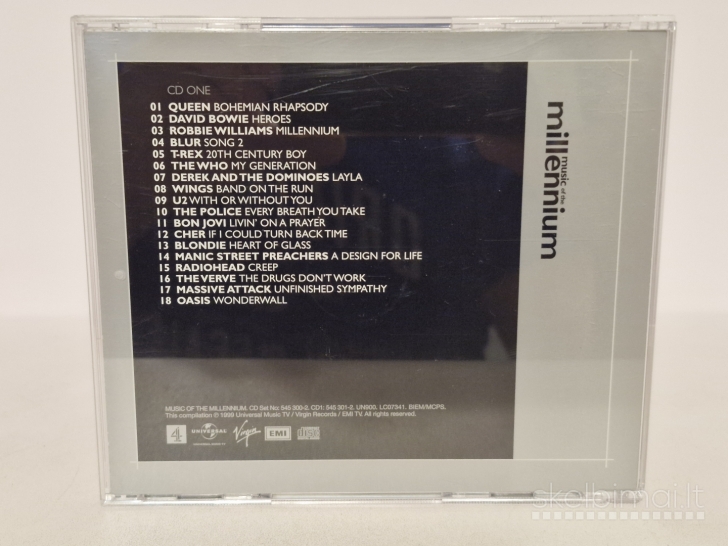 CD ONE
01 QUEEN BOHEMIAN RHAPSODY
02 DAVID BOWIE HEROES
03 ROBBIE WILLIAMS MILLENNIUM
04 BLUR SONG 2
05 T-REX 20TH CENTURY BOY
06 THE WHO MY GENERATION
07 DEREK AND THE DOMINOES LAYLA
08 WINGS BAND ON THE RUN
09 U2 WITH OR WITHOUT YOU
10 THE POLICE EVERY BREATH YOU TAKE
11 BON JOVI LIVIN' ON A PRAYER
12 CHER IF I COULD TURN BACK TIME
13 BLONDIE HEART OF GLASS
14 MANIC STREET PREACHERS A DESIGN FOR LIFE
15 RADIOHEAD CREEP
16 THE VERVE THE DRUGS DON'T WORK
17 MASSIVE ATTACK UNFINISHED SYMPATHY
18 OASIS WONDERWALL
MUSIC OF THE MILLENNIUM. CD Set No: 545 300-2. CD1: 545 301-2. UN900. LC07341. BIEM/MCPS.
This compilation ℗ 1999 Universal Music TV / Virgin Records / EMI TV. All rights reserved.
4 UNIVERSAL Virgin EMI disc
music of the
millennium
skelbimai.lt